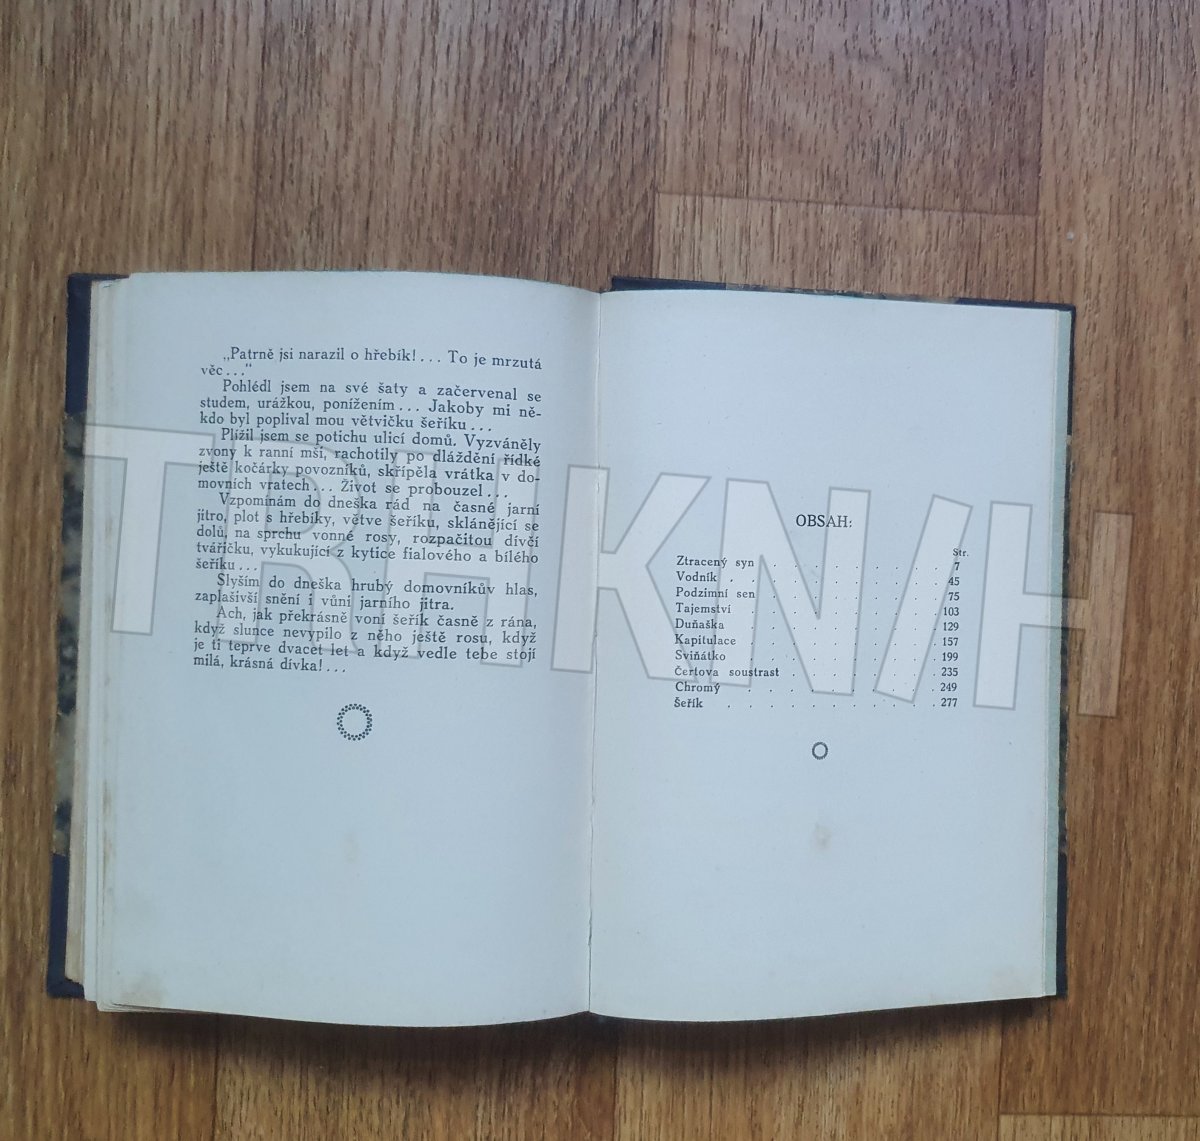 „Patrně jsi narazil o hřebík!... To je mrzutá
věc..."
Pohlédl jsem na své šaty a začervenal se
studem, urážkou, ponížením... Jakoby mi ně-
kdo byl poplival mou větvičku šeříku...
Plížil jsem se potichu ulicí domů. Vyzváněly
zvony k ranní mši, rachotily po dláždění řídké
ještě kočárky povozníků, skřípěla vrátka v do-
movních vratech... Život se probouzel...
Vzpomínám do dneška rád na časné jarní
jitro, plot s hřebíky, větve šeříku, sklánějící se
dolů, na sprchu vonné rosy, rozpačitou dívčí
tvářičku, vykukující z kytice fialového a bílého
šeříku...
Slyším do dneška hrubý domovníkův hlas,
zaplašivší snění i vůni jarního jitra.
Ach, jak překrásně voní šeřík časně z rána,
když slunce nevypilo z něho ještě rosu, když
je ti teprve dvacet let a když vedle tebe stojí
milá, krásná dívka!...
OBSAH:
Str.
Ztracený syn . . . . . . 7
Vodník . . . . . . . 45
Podzimní sen . . . . . . 75
Tajemství . . . . . . . 103
Duňaška . . . . . . . 129
Kapitulace . . . . . . . 157
Sviňátko . . . . . . . 199
Čertova soustrast . . . . . . 235
Chromý . . . . . . . 249
Šeřík . . . . . . . . 277
TRHKNIH